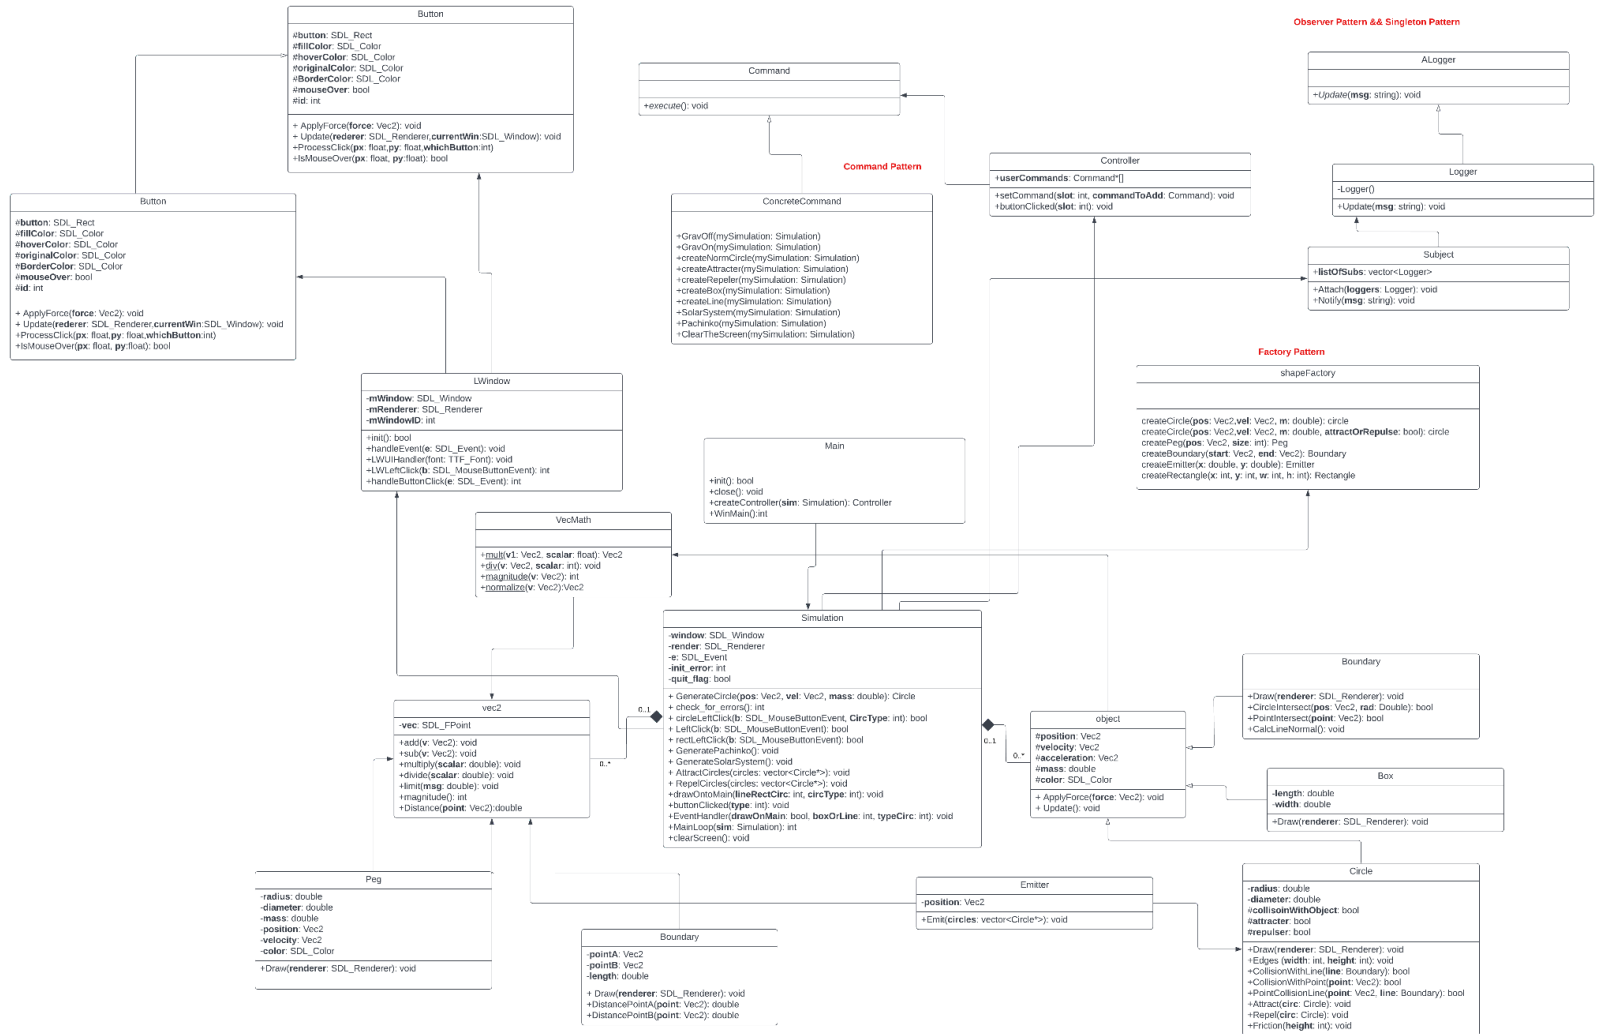 Button
#button: SDL_Rect
#fillColor: SDL_Color
#hoverColor: SDL_Color
#originalColor: SDL_Color
#BorderColor: SDL_Color
#mouseOver: bool
#id: int
+ ApplyForce(force: Vec2): void
+ Update(rederer: SDL_Renderer,currentWin:SDL_Window): void
+ProcessClick(px: float,py: float,whichButton:int)
+IsMouseOver(px: float, py:float): bool
Button
#button: SDL_Rect
#fillColor: SDL_Color
#hoverColor: SDL_Color
#originalColor: SDL_Color
#BorderColor: SDL_Color
#mouseOver: bool
#id: int
+ ApplyForce(force: Vec2): void
+ Update(rederer: SDL_Renderer,currentWin:SDL_Window): void
+ProcessClick(px: float,py: float,whichButton:int)
+IsMouseOver(px: float, py:float): bool
Command
+execute(): void
Command Pattern
ConcreteCommand
+GravOff(mySimulation: Simulation)
+GravOn(mySimulation: Simulation)
+createNormCircle(mySimulation: Simulation)
+createAttracter(mySimulation: Simulation)
+createRepeler(mySimulation: Simulation)
+createBox(mySimulation: Simulation)
+createLine(mySimulation: Simulation)
+SolarSystem(mySimulation: Simulation)
+Pachinko(mySimulation: Simulation)
+ClearTheScreen(mySimulation: Simulation)
Controller
+userCommands: Command*[]
+setCommand(slot: int, commandToAdd: Command): void
+buttonClicked(slot: int): void
Observer Pattern && Singleton Pattern
ALogger
+Update(msg: string): void
Logger
-Logger()
+Update(msg: string): void
Subject
+listOfSubs: vector<Logger>
+Attach(loggers: Logger): void
+Notify(msg: string): void
Factory Pattern
shapeFactory
createCircle(pos: Vec2,vel: Vec2, m: double): circle
createCircle(pos: Vec2,vel: Vec2, m: double, attractOrRepulse: bool): circle
createPeg(pos: Vec2, size: int): Peg
createBoundary(start: Vec2, end: Vec2): Boundary
createEmitter(x: double, y: double): Emitter
createRectangle(x: int, y: int, w: int, h: int): Rectangle
LWindow
-mWindow: SDL_Window
-mRenderer: SDL_Renderer
-mWindowID: int
+init(): bool
+handleEvent(e: SDL_Event): void
+LWUIHandler(font: TTF_Font): void
+LWLeftClick(b: SDL_MouseButtonEvent): int
+handleButtonClick(e: SDL_Event): int
Main
+init(): bool
+close(): void
+createController(sim: Simulation): Controller
+WinMain():int
VecMath
+mult(v1: Vec2, scalar: float): Vec2
+div(v: Vec2, scalar: int): void
+magnitude(v: Vec2): int
+normalize(v: Vec2):Vec2
Simulation
-window: SDL_Window
-render: SDL_Renderer
-e: SDL_Event
-init_error: int
-quit_flag: bool
+ GenerateCircle(pos: Vec2, vel: Vec2, mass: double): Circle
+ check_for_errors(): int
+ circleLeftClick(b: SDL_MouseButtonEvent, CircType: int): bool
+ LeftClick(b: SDL_MouseButtonEvent): bool
+ rectLeftClick(b: SDL_MouseButtonEvent): bool
+ GeneratePachinko(): void
+ GenerateSolarSystem(): void
+ AttractCircles(circles: vector<Circle*>): void
+ RepelCircles(circles: vector<Circle*>): void
+drawOntoMain(lineRectCirc: int, circType: int): void
+buttonClicked(type: int): void
+EventHandler(drawOnMain: bool, boxOrLine: int, typeCirc: int): void
+MainLoop(sim: Simulation): int
+clearScreen(): void
0..1
0..*
0..1
0..*
vec2
-vec: SDL_FPoint
+add(v: Vec2): void
+sub(v: Vec2): void
+multiply(scalar: double): void
+divide(scalar: double): void
+limit(msg: double): void
+magnitude(): int
+Distance(point: Vec2):double
object
#position: Vec2
#velocity: Vec2
#acceleration: Vec2
#mass: double
#color: SDL_Color
+ ApplyForce(force: Vec2): void
+ Update(): void
Boundary
+Draw(renderer: SDL_Renderer): void
+CircleIntersect(pos: Vec2, rad: Double): bool
+PointIntersect(point: Vec2): bool
+CalcLineNormal(): void
Box
-length: double
-width: double
+Draw(renderer: SDL_Renderer): void
Peg
-radius: double
-diameter: double
-mass: double
-position: Vec2
-velocity: Vec2
-color: SDL_Color
+Draw(renderer: SDL_Renderer): void
Boundary
-pointA: Vec2
-pointB: Vec2
-length: double
+ Draw(renderer: SDL_Renderer): void
+DistancePointA(point: Vec2): double
+DistancePointB(point: Vec2): double
Emitter
-position: Vec2
+Emit(circles: vector<Circle*>): void
Circle
-radius: double
-diameter: double
#collisoinWithObject: bool
#attracter: bool
#repulser: bool
+Draw(renderer: SDL_Renderer): void
+Edges (width: int, height: int): void
+CollisionWithLine(line: Boundary): bool
+CollisionWithPoint(point: Vec2): bool
+PointCollisionLine(point: Vec2, line: Boundary): bool
+Attract(circ: Circle): void
+Repel(circ: Circle): void
+Friction(height: int): void